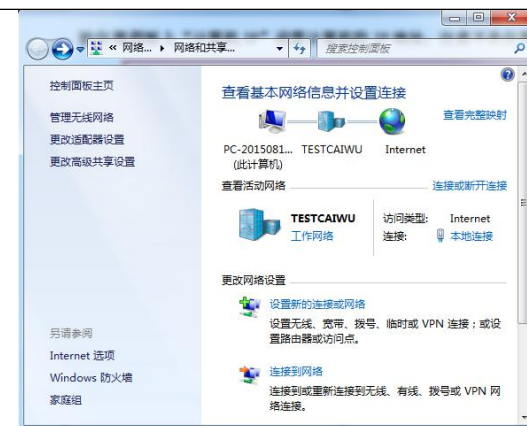 « 网络... ▸ 网络和共享...
搜索控制面板
控制面板主页
管理无线网络
更改适配器设置
更改高级共享设置
另请参阅
Internet 选项
Windows 防火墙
家庭组
查看基本网络信息并设置连接
查看完整映射
PC-2015081... TESTCAIWU Internet
(此计算机)
查看活动网络 连接或断开连接
TESTCAIWU 访问类型: Internet
工作网络 连接: 本地连接
更改网络设置
设置新的连接或网络
设置无线、宽带、拨号、临时或 VPN 连接；或设
置路由器或访问点。
连接到网络
连接到或重新连接到无线、有线、拨号或 VPN 网
络连接。